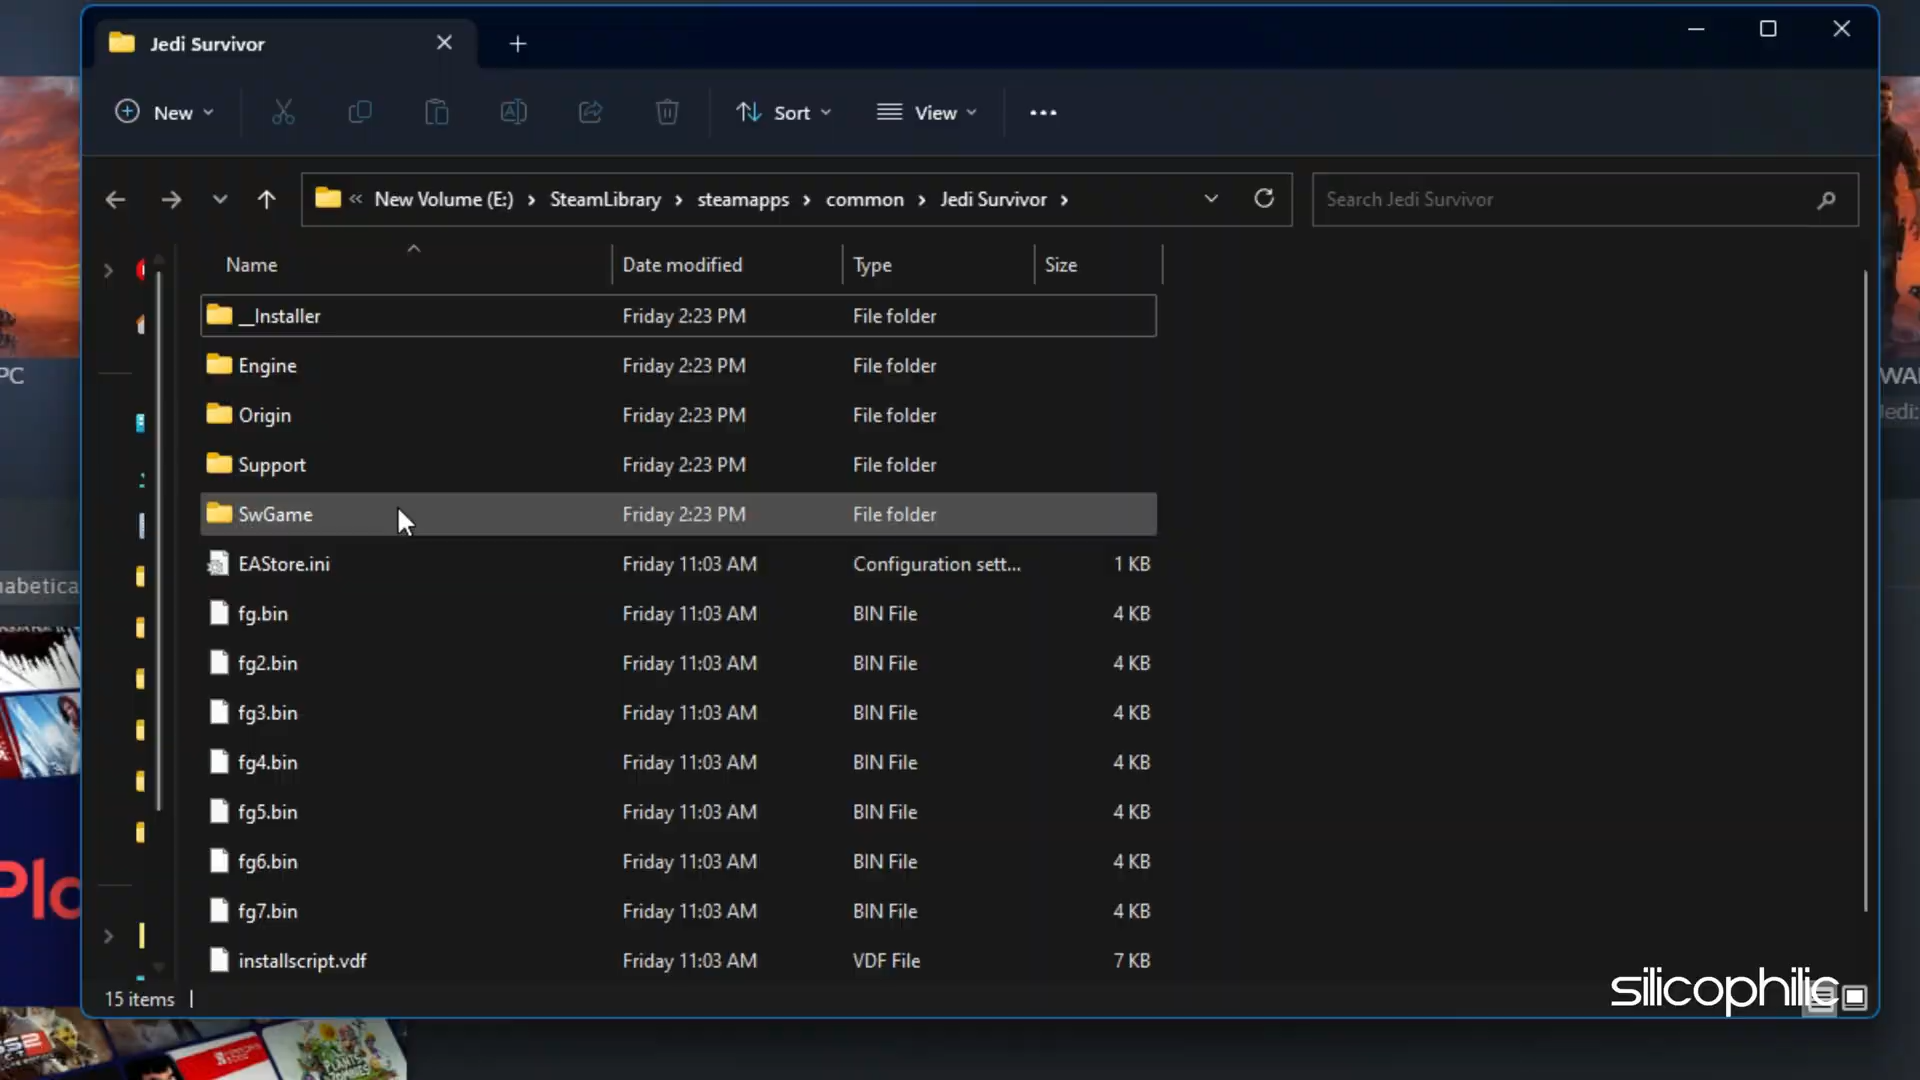 Jedi Survivor
New
Sort
View
New Volume (E:) > SteamLibrary > steamapps > common > Jedi Survivor >
Search Jedi Survivor
Name Date modified Type Size
__Installer Friday 2:23 PM File folder
Engine Friday 2:23 PM File folder
Origin Friday 2:23 PM File folder
Support Friday 2:23 PM File folder
SwGame Friday 2:23 PM File folder
EAStore.ini Friday 11:03 AM Configuration sett... 1 KB
fg.bin Friday 11:03 AM BIN File 4 KB
fg2.bin Friday 11:03 AM BIN File 4 KB
fg3.bin Friday 11:03 AM BIN File 4 KB
fg4.bin Friday 11:03 AM BIN File 4 KB
fg5.bin Friday 11:03 AM BIN File 4 KB
fg6.bin Friday 11:03 AM BIN File 4 KB
fg7.bin Friday 11:03 AM BIN File 4 KB
installscript.vdf Friday 11:03 AM VDF File 7 KB
15 items
silicophilic
PC
WA
Jedi:
abetica
Pla
PLANTS
ZOMBIES